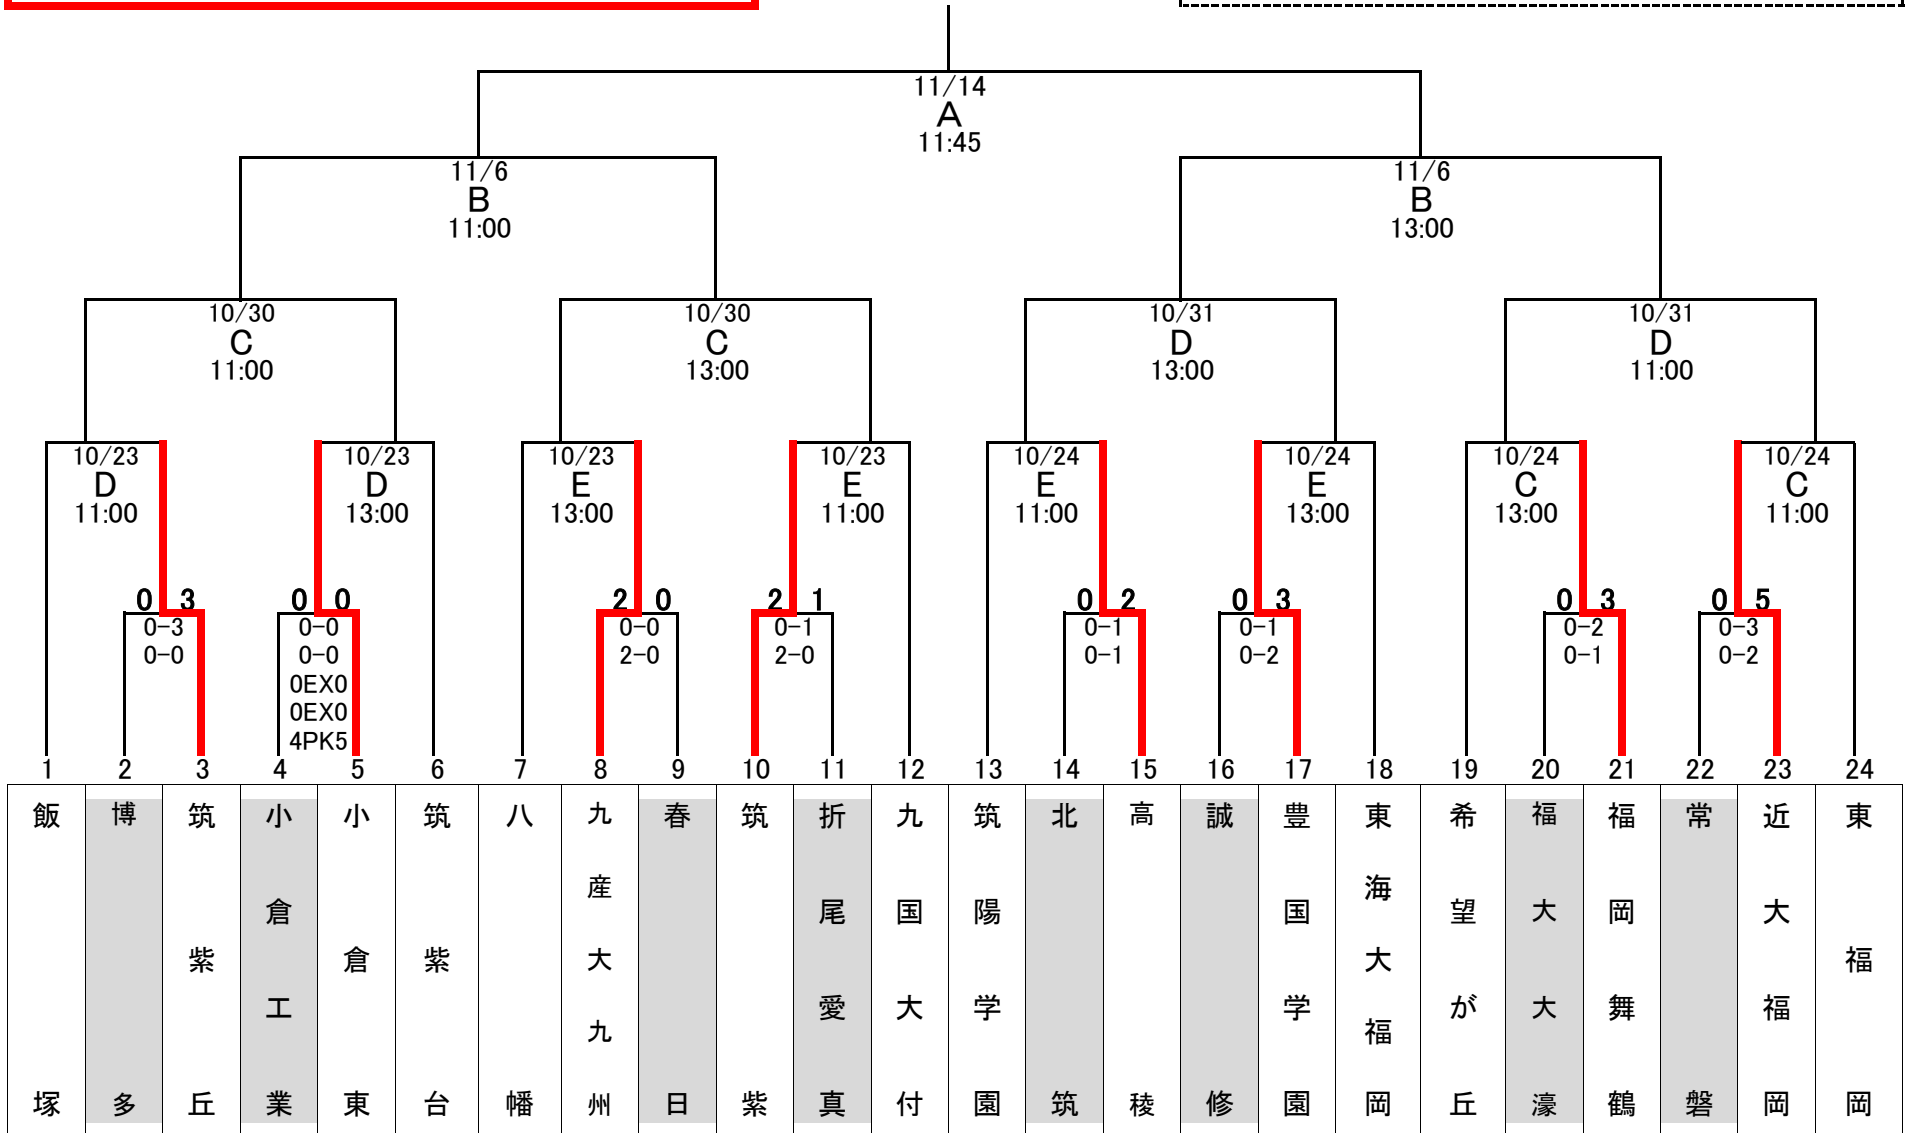 11/14
A
11:45
11/6
B
11:00
11/6
B
13:00
10/30
C
11:00
10/30
C
13:00
10/31
D
13:00
10/31
D
11:00
10/23
D
11:00
10/23
D
13:00
10/23
E
13:00
10/23
E
11:00
10/24
E
11:00
10/24
E
13:00
10/24
C
13:00
10/24
C
11:00
0 3
0-3
0-0
0 0
0-0
0-0
0EX0
0EX0
4PK5
2 0
0-0
2-0
2 1
0-1
2-0
0 2
0-1
0-1
0 3
0-1
0-2
0 3
0-2
0-1
0 5
0-3
0-2
1 2 3 4 5 6 7 8 9 10 11 12 13 14 15 16 17 18 19 20 21 22 23 24
飯塚
博多
筑紫丘
小倉工業
小倉東
筑紫台
八幡
九産大九州
春日
筑紫
折尾愛真
九国大付
筑陽学園
北筑
高稜
誠修
豊国学園
東海大福岡
希望が丘
福大大濠
福岡舞鶴
常磐
近大福岡
東福岡